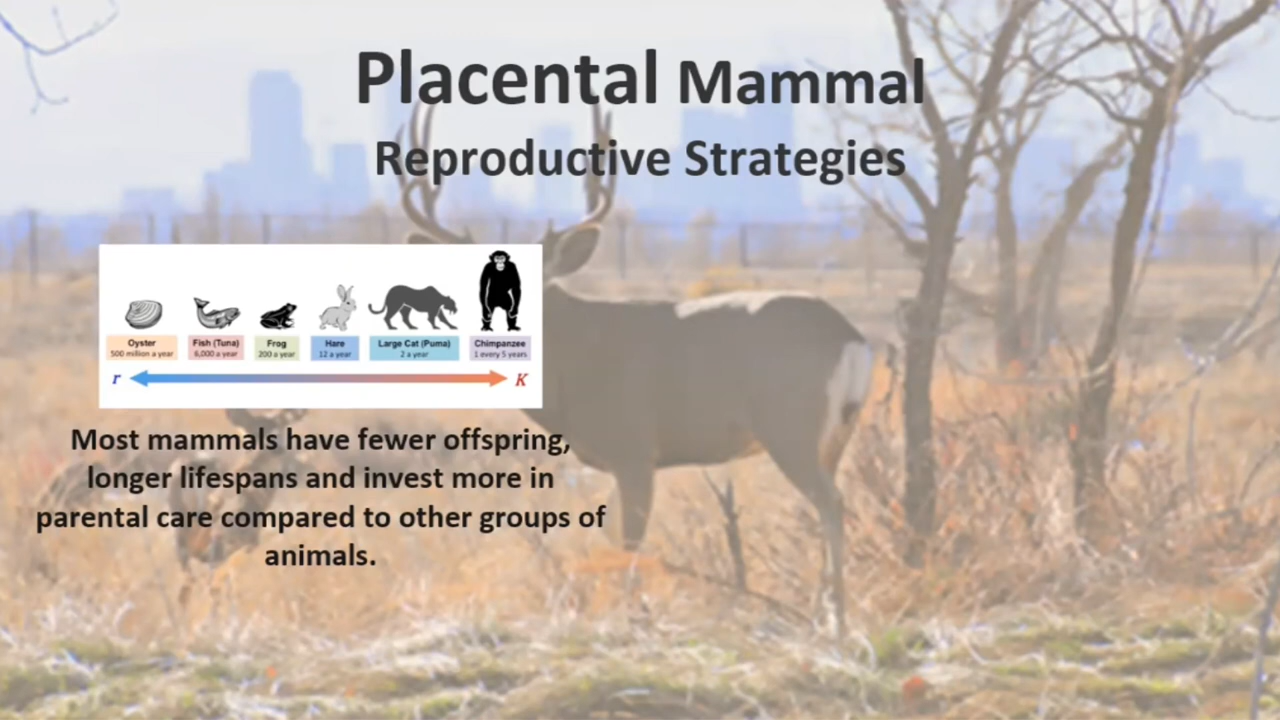 Placental Mammal
Reproductive Strategies
Oyster
500 million a year
Fish (Tuna)
6,000 a year
Frog
200 a year
Hare
12 a year
Large Cat (Puma)
2 a year
Chimpanzee
1 every 5 years
r K
Most mammals have fewer offspring,
longer lifespans and invest more in
parental care compared to other groups of
animals.